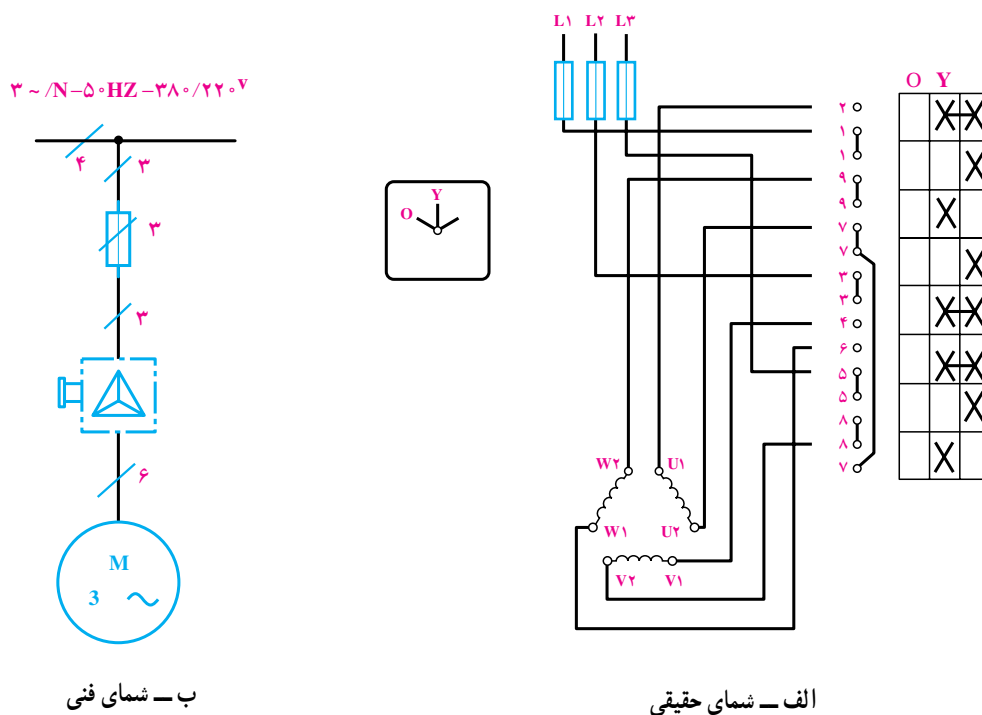 L۱ L۲ L۳
۳ ~ /N–۵۰HZ –۳۸۰/۲۲۰V
۴
۳
۳
۳
۶
M
3
Y
O
O Y
۲
۱
۱
۹
۹
۷
۷
۳
۳
۴
۶
۵
۵
۸
۸
۷
W۲ U۱
W۱ U۲
V۲ V۱
ب ــ شمای فنی
الف ــ شمای حقیقی